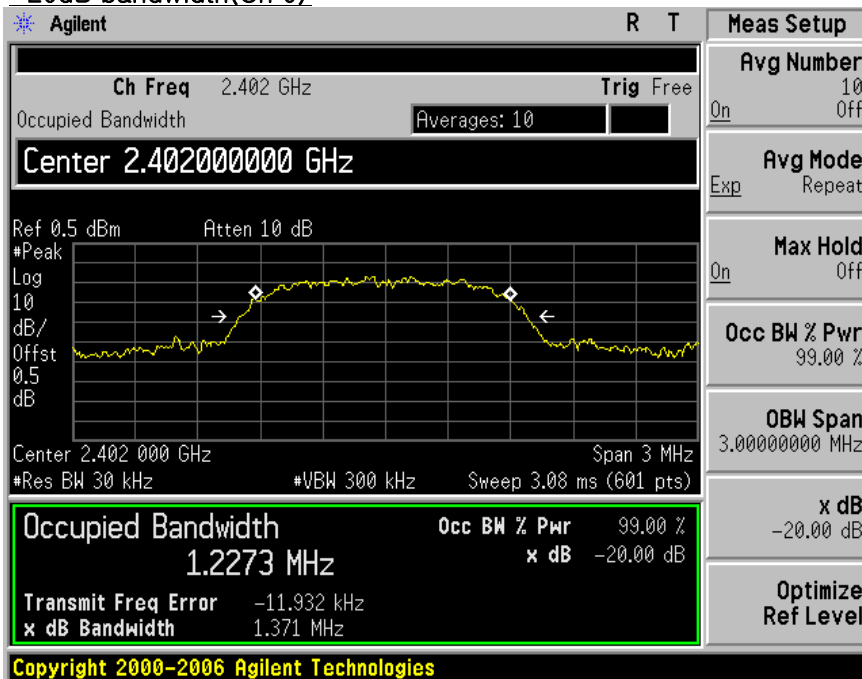 -20dB bandwidth(Ch 0)
Agilent R T
Ch Freq 2.402 GHz Trig Free
Occupied Bandwidth Averages: 10
Center 2.402000000 GHz
Ref 0.5 dBm Atten 10 dB
#Peak
Log
10
dB/
Offst
0.5
dB
Center 2.402 000 GHz Span 3 MHz
#Res BW 30 kHz #VBW 300 kHz Sweep 3.08 ms (601 pts)
Occupied Bandwidth Occ BW % Pwr 99.00 %
1.2273 MHz x dB -20.00 dB
Transmit Freq Error -11.932 kHz
x dB Bandwidth 1.371 MHz
Copyright 2000-2006 Agilent Technologies
Meas Setup
Avg Number
10
On Off
Avg Mode
Exp Repeat
Max Hold
On Off
Occ BW % Pwr
99.00 %
OBW Span
3.00000000 MHz
x dB
-20.00 dB
Optimize
Ref Level